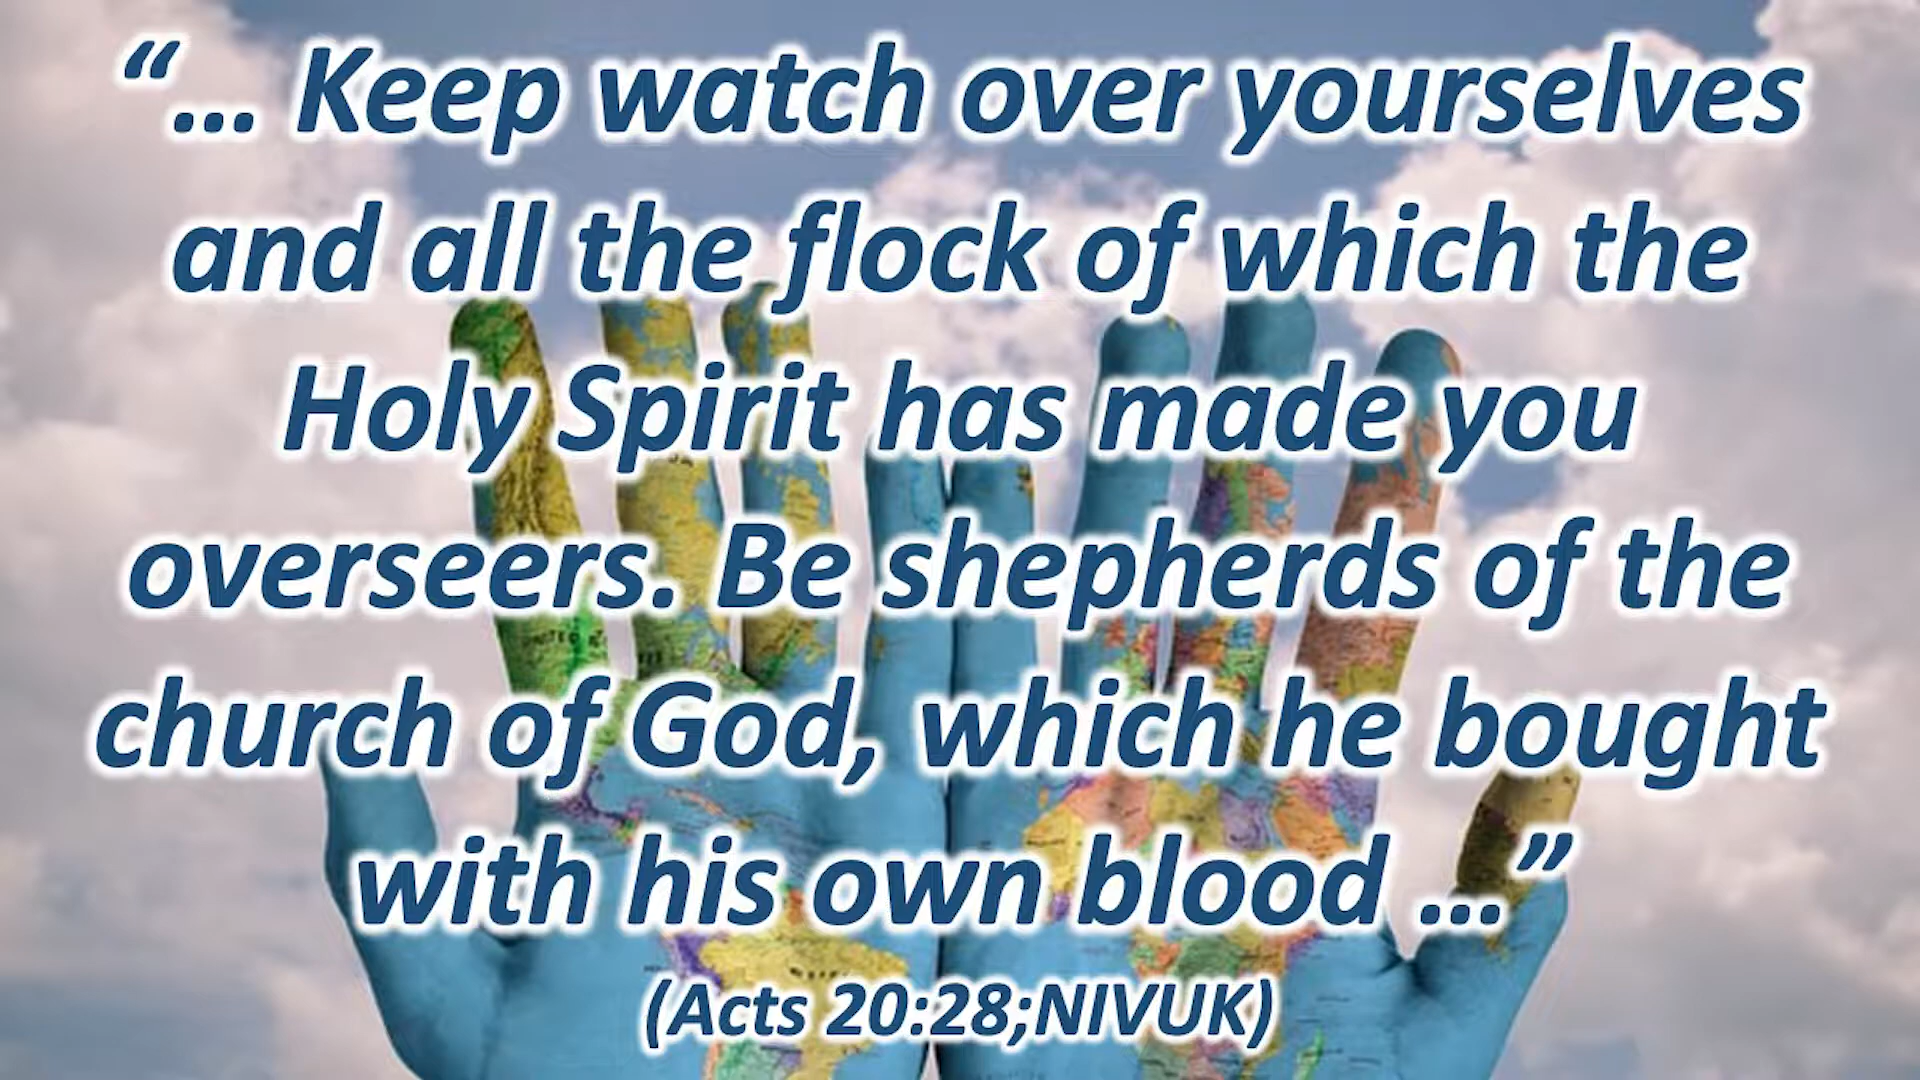 “... Keep watch over yourselves
and all the flock of which the
Holy Spirit has made you
overseers. Be shepherds of the
church of God, which he bought
with his own blood ...”
(Acts 20:28;NIVUK)